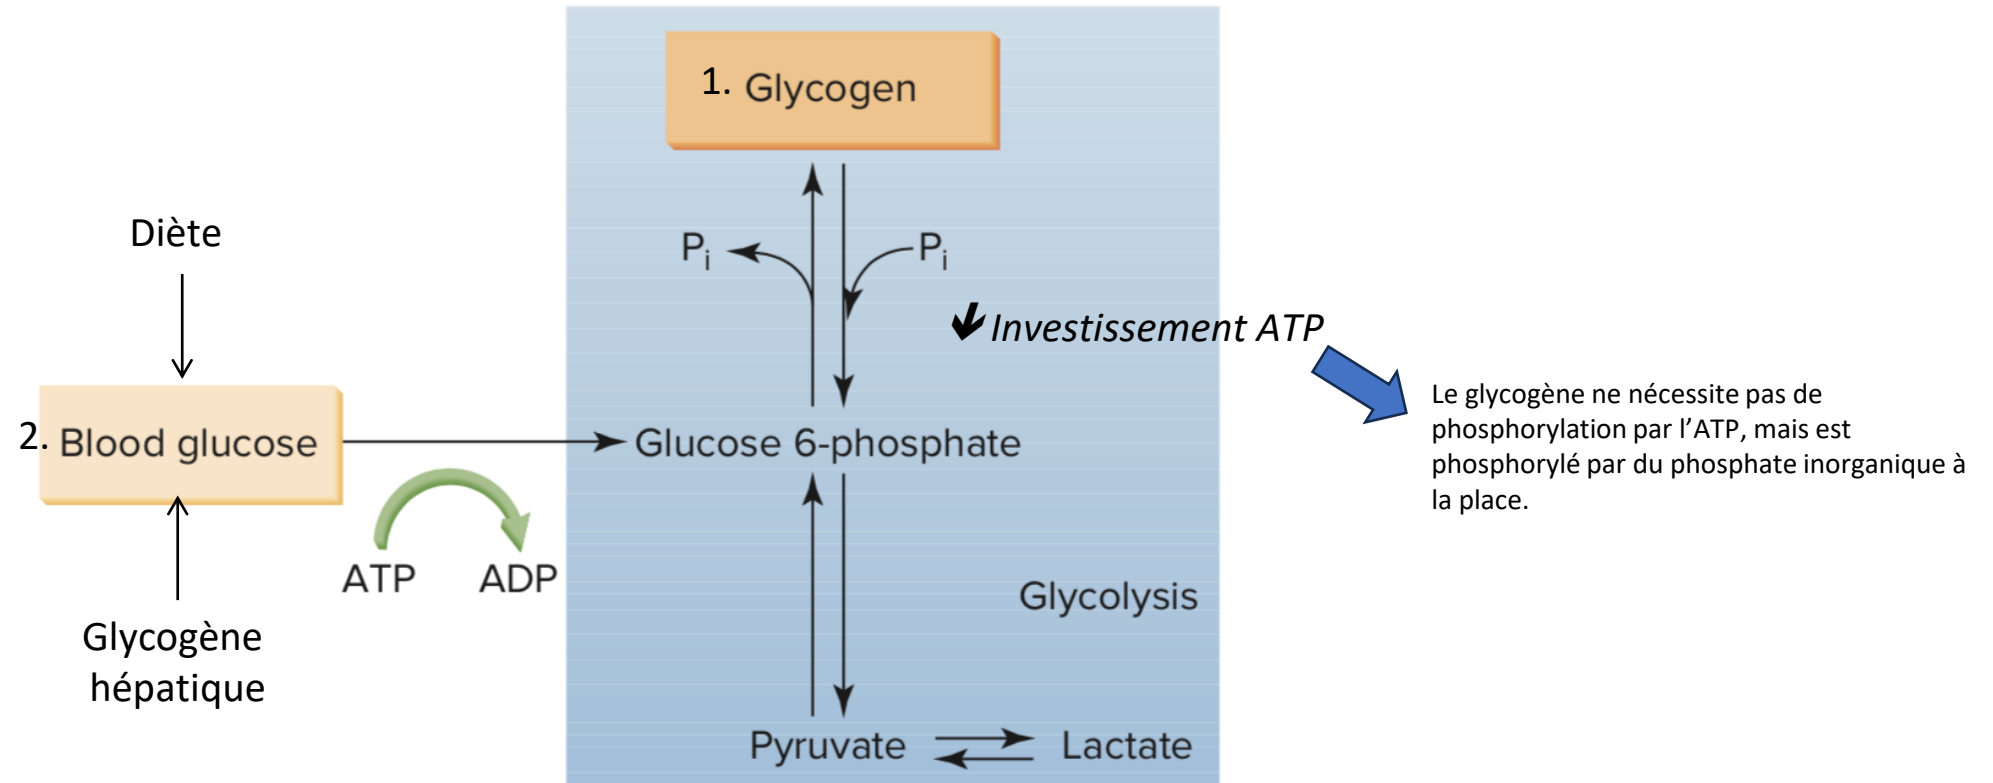 1. Glycogen
Diète
Pi
Pi
🡳 Investissement ATP
Le glycogène ne nécessite pas de
phosphorylation par l’ATP, mais est
phosphorylé par du phosphate inorganique à
la place.
2. Blood glucose
Glucose 6-phosphate
ATP
ADP
Glycolysis
Glycogène
hépatique
Pyruvate
Lactate